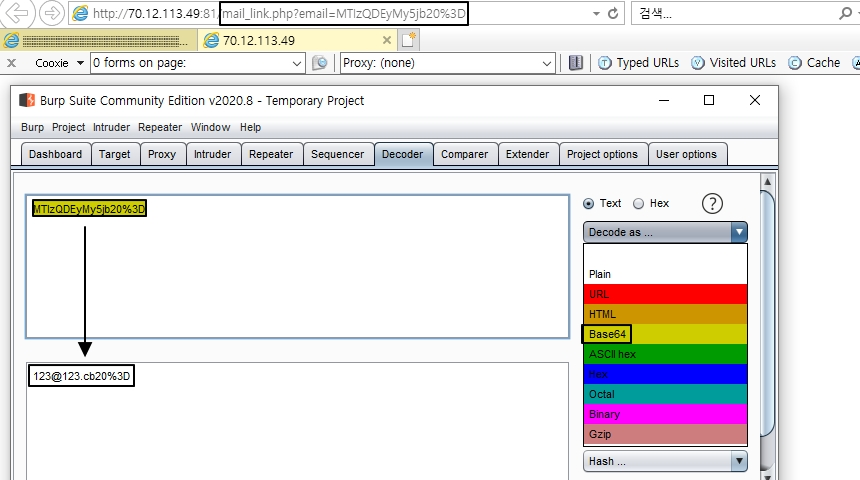 http://70.12.113.49:81/mail_link.php?email=MTIzQDEyMy5jb20%3D
검색...
70.12.113.49
x Cooxie 0 forms on page: Proxy: (none) Typed URLs Visited URLs Cache
Burp Suite Community Edition v2020.8 - Temporary Project
Burp Project Intruder Repeater Window Help
Dashboard Target Proxy Intruder Repeater Sequencer Decoder Comparer Extender Project options User options
MTIzQDEyMy5jb20%3D
Text Hex ?
Decode as ...
Plain
URL
HTML
Base64
ASCII hex
Hex
Octal
Binary
Gzip
123@123.cb20%3D
Hash ...